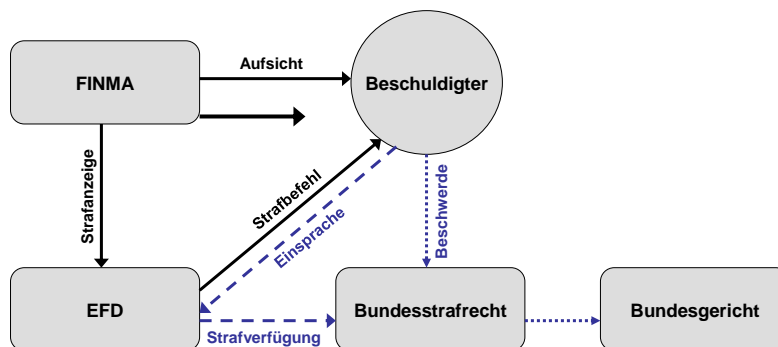 Aufsicht
FINMA
Beschuldigter
Strafanzeige
Strafbefehl
Einsprache
Beschwerde
EFD
Strafverfügung
Bundesstrafrecht
Bundesgericht